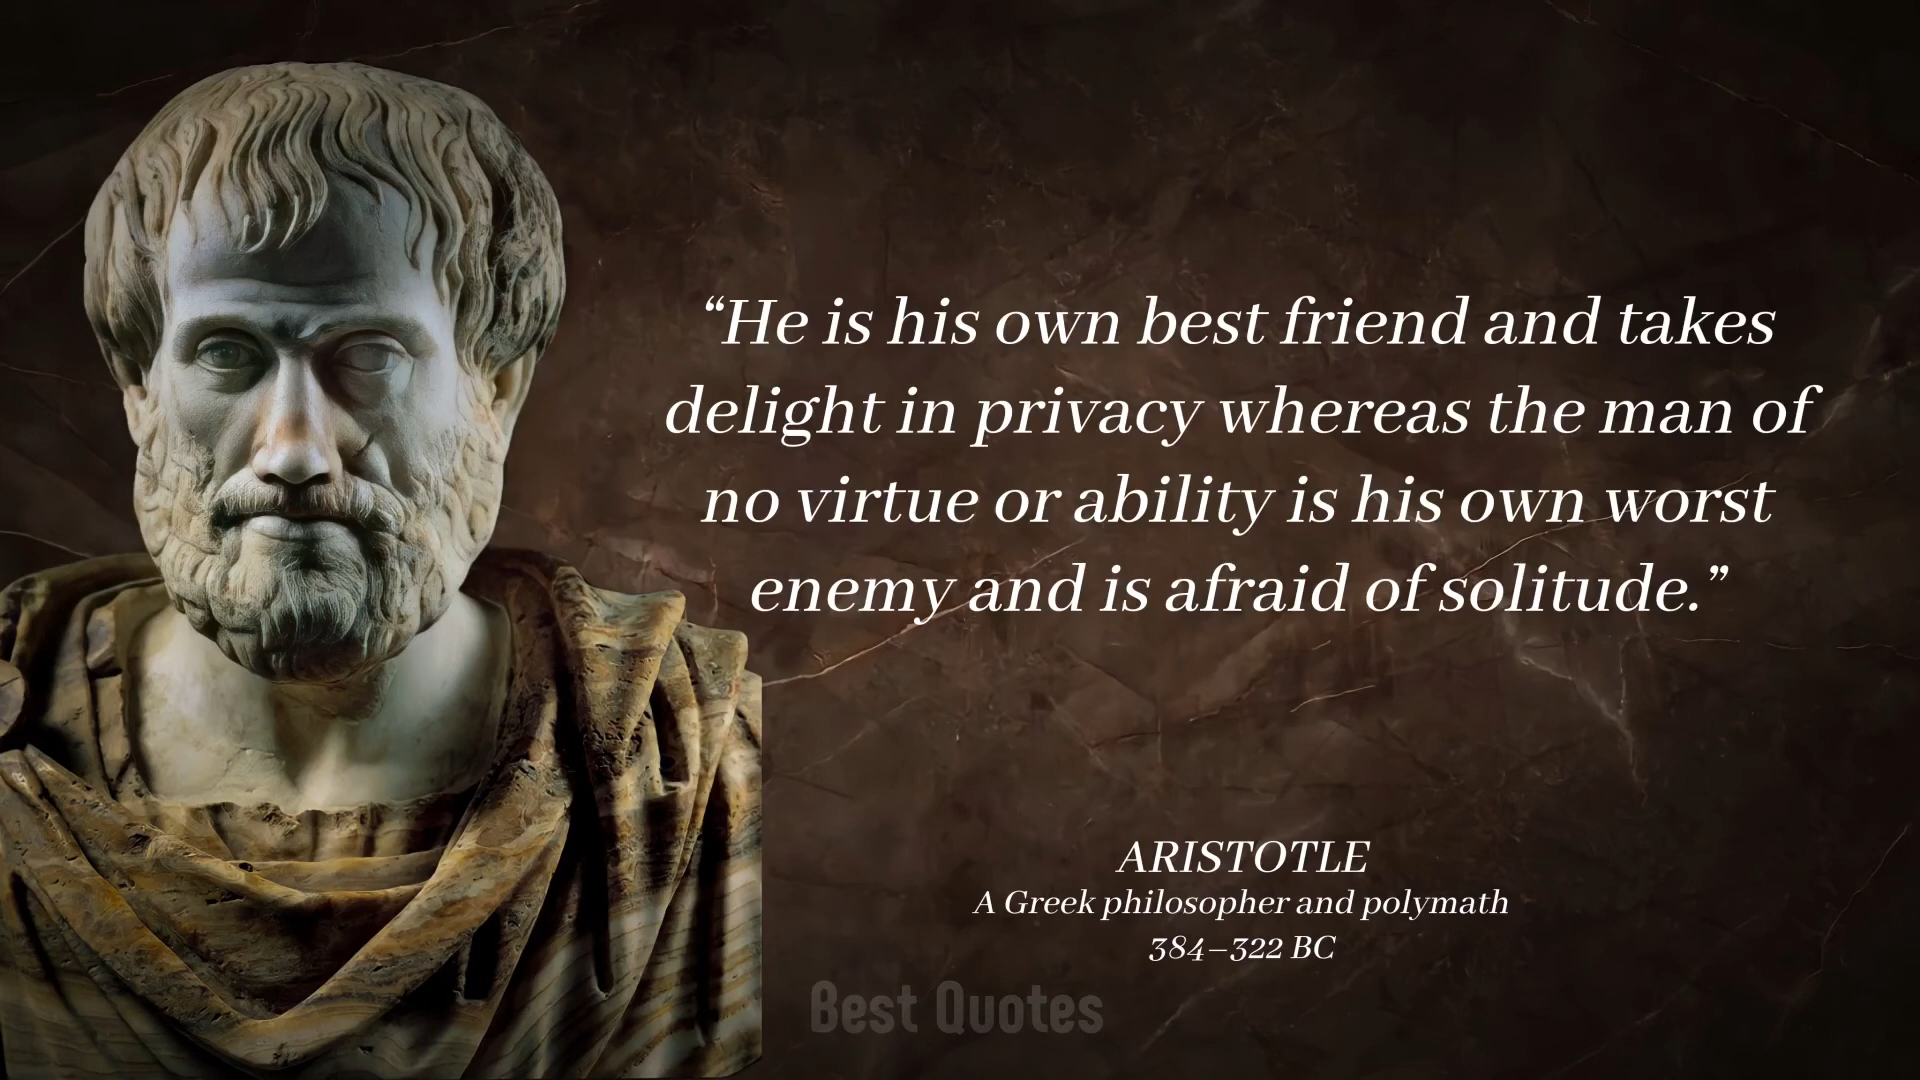 “He is his own best friend and takes
delight in privacy whereas the man of
no virtue or ability is his own worst
enemy and is afraid of solitude.”
ARISTOTLE
A Greek philosopher and polymath
384–322 BC
Best Quotes